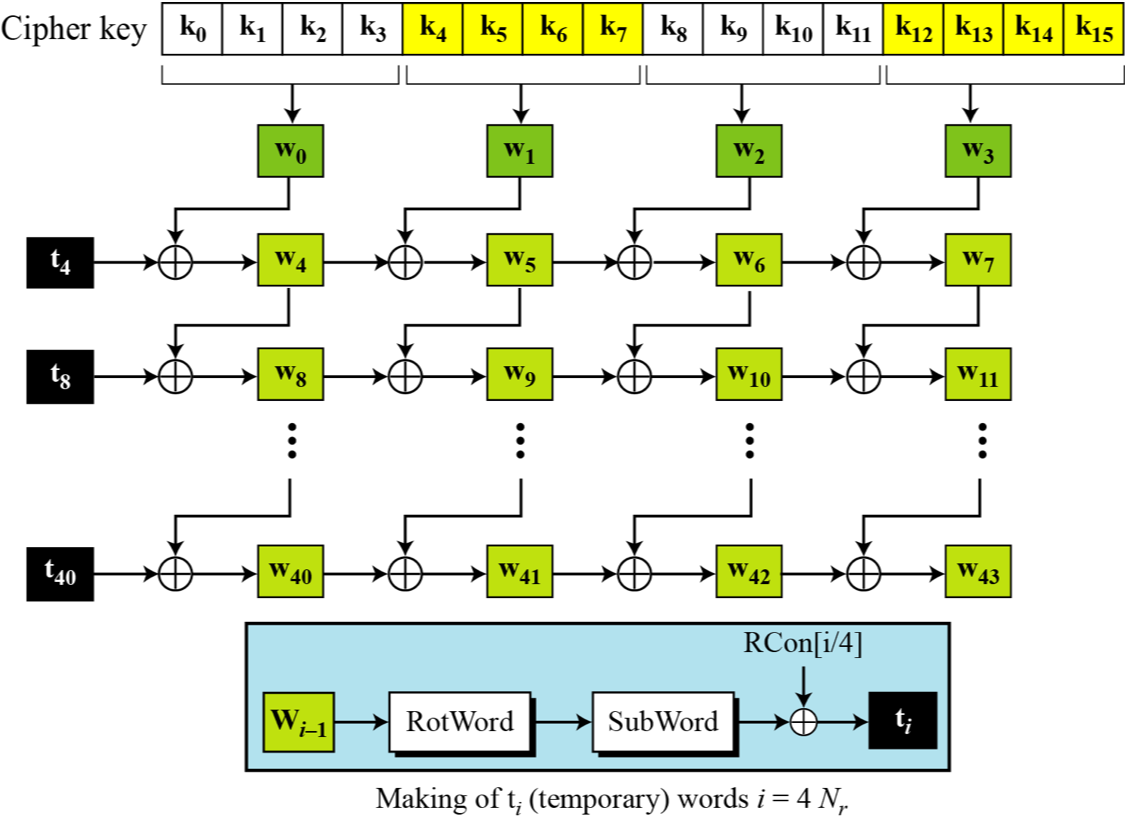 Cipher key k₀ k₁ k₂ k₃ k₄ k₅ k₆ k₇ k₈ k₉ k₁₀ k₁₁ k₁₂ k₁₃ k₁₄ k₁₅
w₀ w₁ w₂ w₃
t₄ w₄ w₅ w₆ w₇
t₈ w₈ w₉ w₁₀ w₁₁
t₄₀ w₄₀ w₄₁ w₄₂ w₄₃
RCon[i/4]
Wᵢ₋₁ RotWord SubWord tᵢ
Making of tᵢ (temporary) words i = 4 Nᵣ